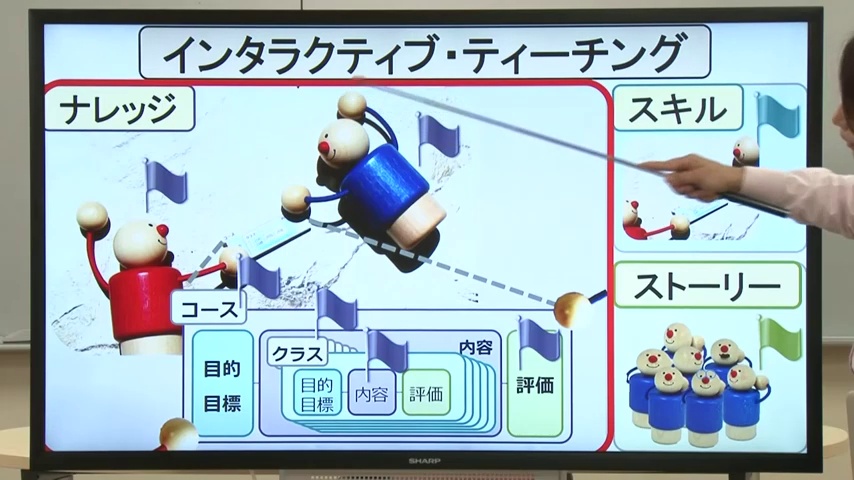 インタラクティブ・ティーチング
ナレッジ
スキル
ストーリー
コース
目的
目標
クラス
内容
目的
目標
内容
評価
評価
SHARP